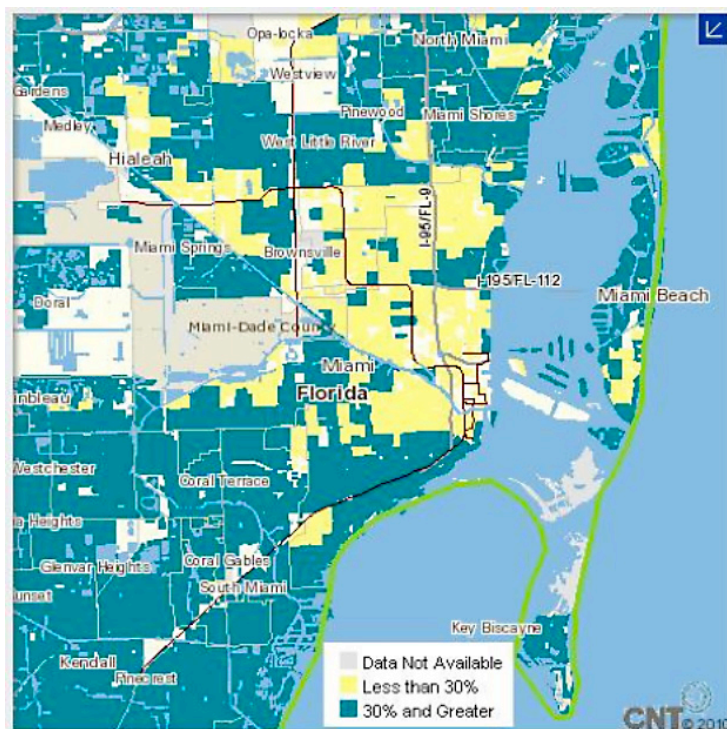 Opa-locka
North Miami
Westview
Gardens
Pinewood
Miami Shores
Medley
West Little River
Hialeah
I-95/FL-9
Miami Springs
Brownsville
I-195/FL-112
Doral
Miami Beach
Miami-Dade County
Miami
Florida
Westchester
Coral Terrace
Heights
Coral Gables
Glenvar Heights
South Miami
Key Biscayne
Kendall
Pinecrest
Data Not Available
Less than 30%
30% and Greater
CNT © 2010